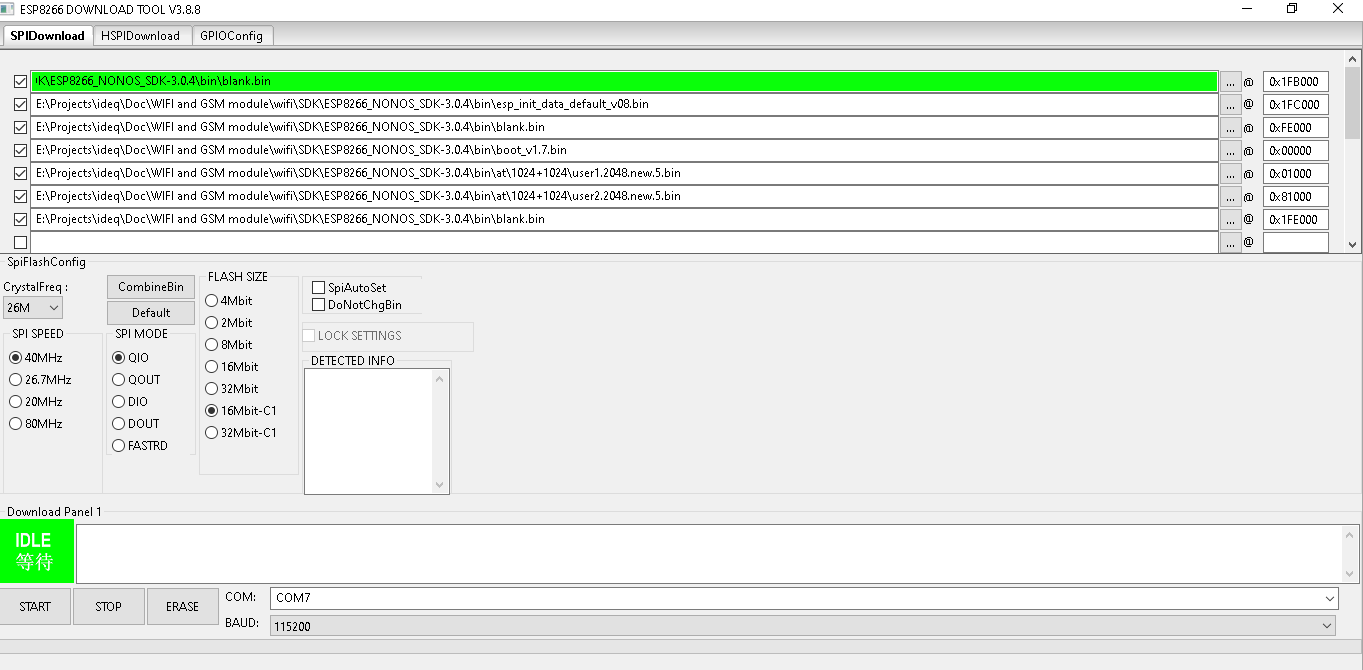 ESP8266 DOWNLOAD TOOL V3.8.8
SPIDownload HSPIDownload GPIOConfig
K\ESP8266_NONOS_SDK-3.0.4\bin\blank.bin ... @ 0x1FB000
E:\Projects\ideq\Doc\WIFI and GSM module\wifi\SDK\ESP8266_NONOS_SDK-3.0.4\bin\esp_init_data_default_v08.bin ... @ 0x1FC000
E:\Projects\ideq\Doc\WIFI and GSM module\wifi\SDK\ESP8266_NONOS_SDK-3.0.4\bin\blank.bin ... @ 0xFE000
E:\Projects\ideq\Doc\WIFI and GSM module\wifi\SDK\ESP8266_NONOS_SDK-3.0.4\bin\boot_v1.7.bin ... @ 0x00000
E:\Projects\ideq\Doc\WIFI and GSM module\wifi\SDK\ESP8266_NONOS_SDK-3.0.4\bin\at\1024+1024\user1.2048.new.5.bin ... @ 0x01000
E:\Projects\ideq\Doc\WIFI and GSM module\wifi\SDK\ESP8266_NONOS_SDK-3.0.4\bin\at\1024+1024\user2.2048.new.5.bin ... @ 0x81000
E:\Projects\ideq\Doc\WIFI and GSM module\wifi\SDK\ESP8266_NONOS_SDK-3.0.4\bin\blank.bin ... @ 0x1FE000
... @
SpiFlashConfig
CrystalFreq :
26M
CombineBin
Default
SPI SPEED
40MHz
26.7MHz
20MHz
80MHz
SPI MODE
QIO
QOUT
DIO
DOUT
FASTRD
FLASH SIZE
4Mbit
2Mbit
8Mbit
16Mbit
32Mbit
16Mbit-C1
32Mbit-C1
SpiAutoSet
DoNotChgBin
LOCK SETTINGS
DETECTED INFO
Download Panel 1
IDLE
等待
START STOP ERASE
COM: COM7
BAUD: 115200